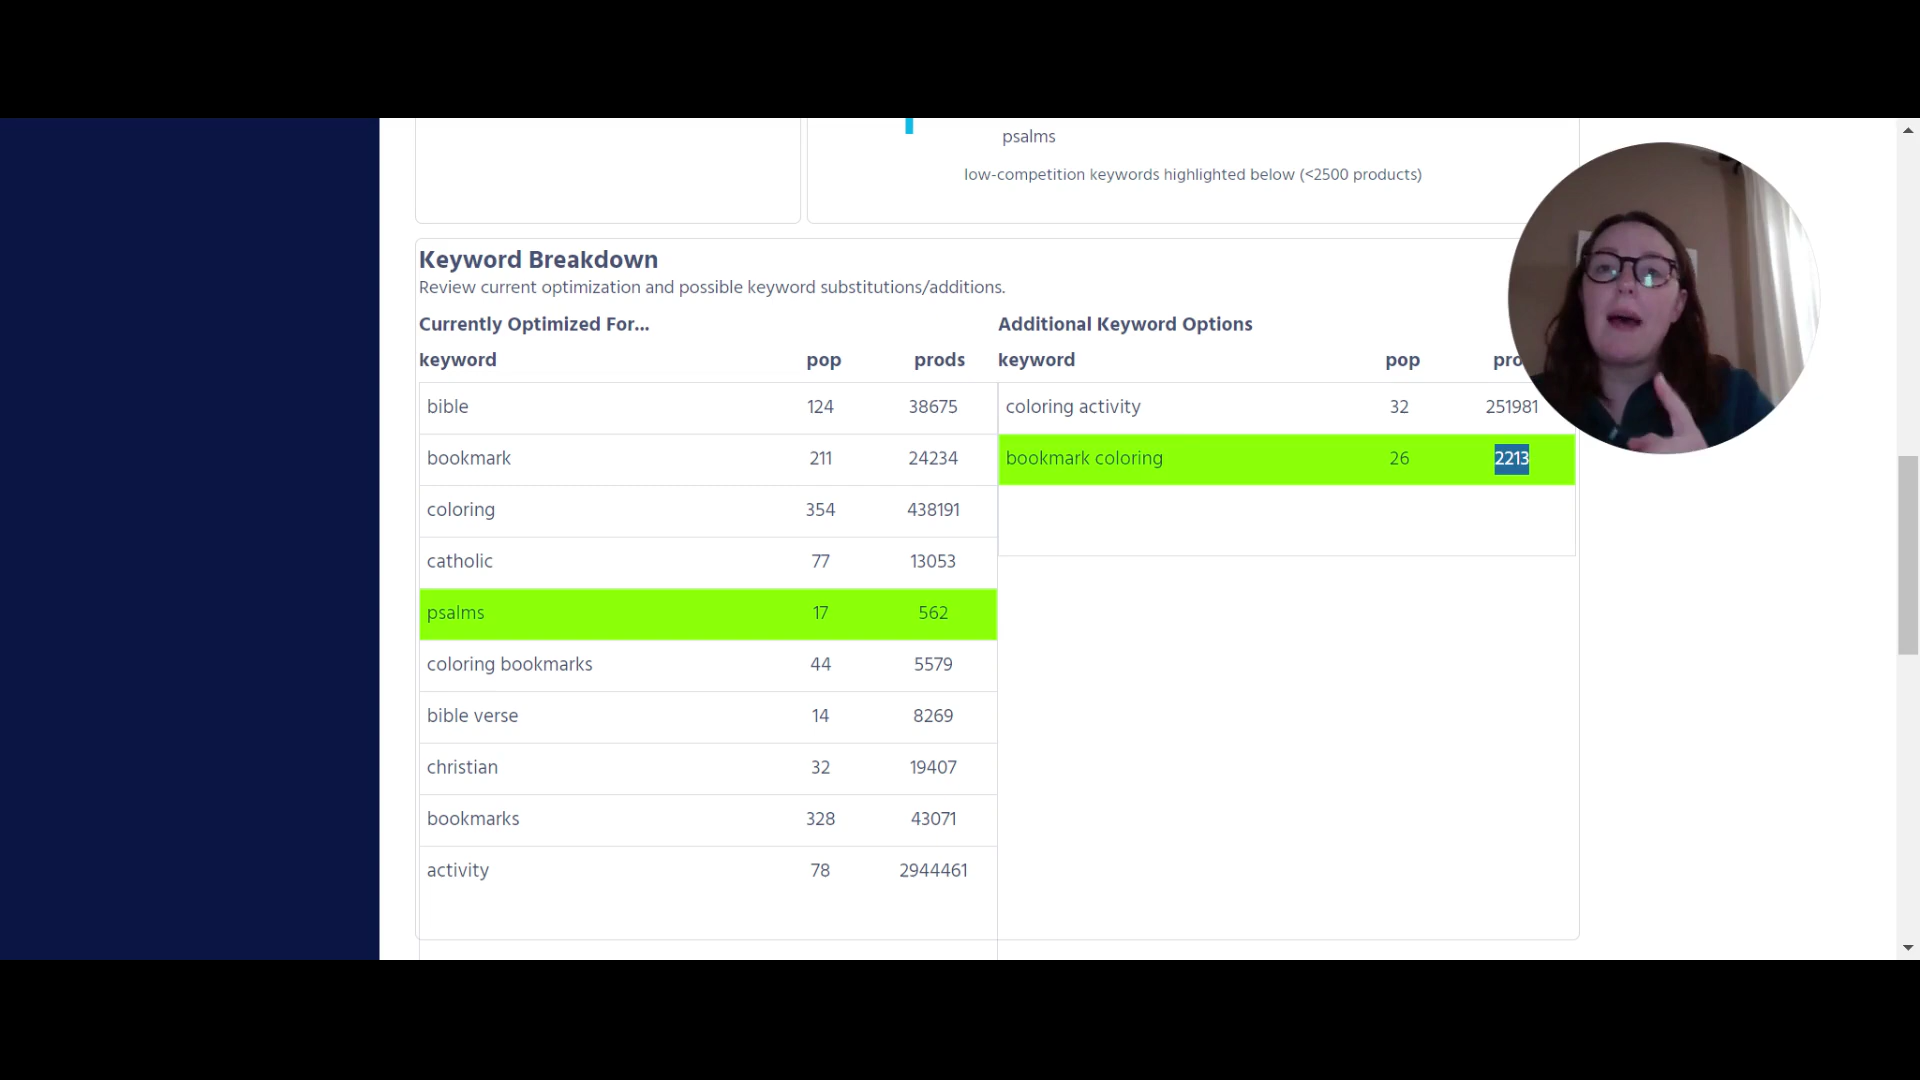 psalms
low-competition keywords highlighted below (<2500 products)
Keyword Breakdown
Review current optimization and possible keyword substitutions/additions.
Currently Optimized For...
keyword pop prods
bible 124 38675
bookmark 211 24234
coloring 354 438191
catholic 77 13053
psalms 17 562
coloring bookmarks 44 5579
bible verse 14 8269
christian 32 19407
bookmarks 328 43071
activity 78 2944461
Additional Keyword Options
keyword pop pro
coloring activity 32 251981
bookmark coloring 26 2213